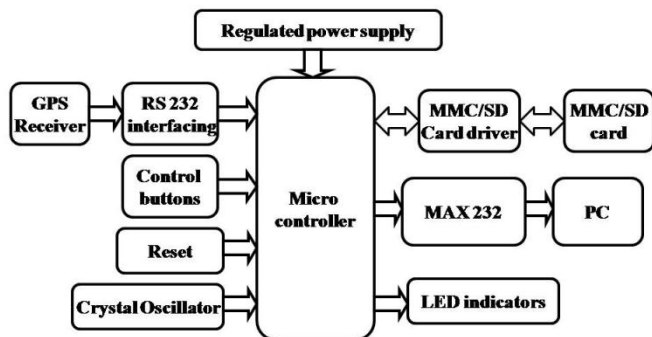 Regulated power supply
GPS
Receiver
RS 232
interfacing
Control
buttons
Reset
Crystal Oscillator
Micro
controller
MMC/SD
Card driver
MMC/SD
card
MAX 232
PC
LED indicators